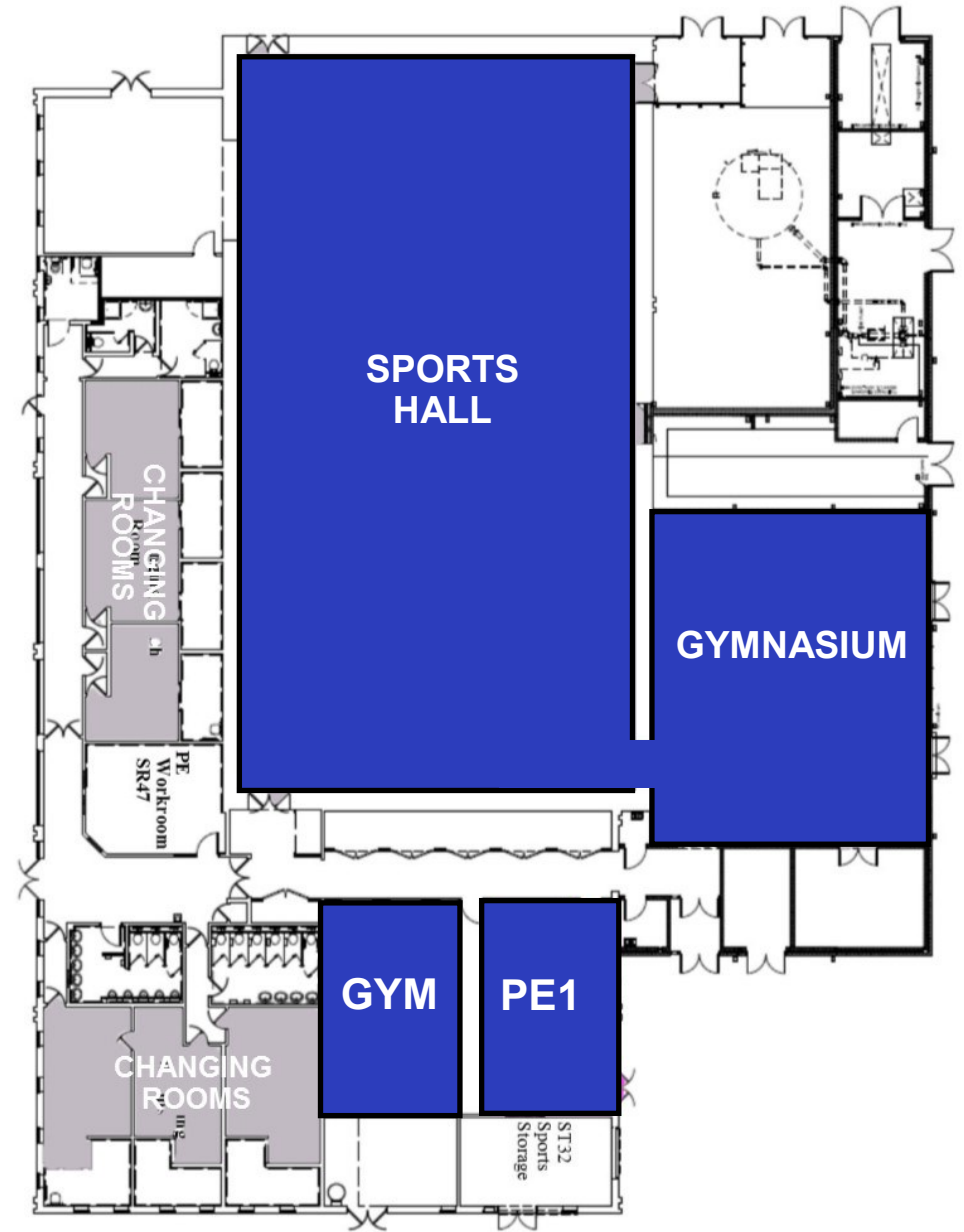 SPORTS
HALL
CHANGING
ROOMS
GYMNASIUM
PE
Workroom
SR47
GYM
PE1
CHANGING
ROOMS
ST32
Sports
Storage